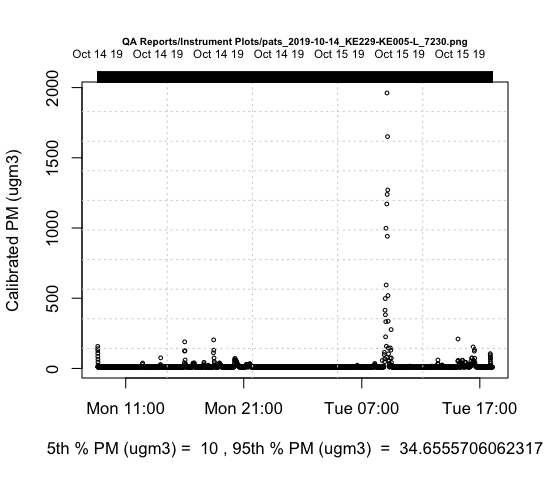 QA Reports/Instrument Plots/pats_2019-10-14_KE229-KE005-L_7230.png
Oct 14 19 Oct 14 19 Oct 14 19 Oct 14 19 Oct 15 19 Oct 15 19 Oct 15 19
Calibrated PM (ugm3)
2000
1500
1000
500
0
Mon 11:00 Mon 21:00 Tue 07:00 Tue 17:00
5th % PM (ugm3) = 10 , 95th % PM (ugm3) = 34.6555706062317